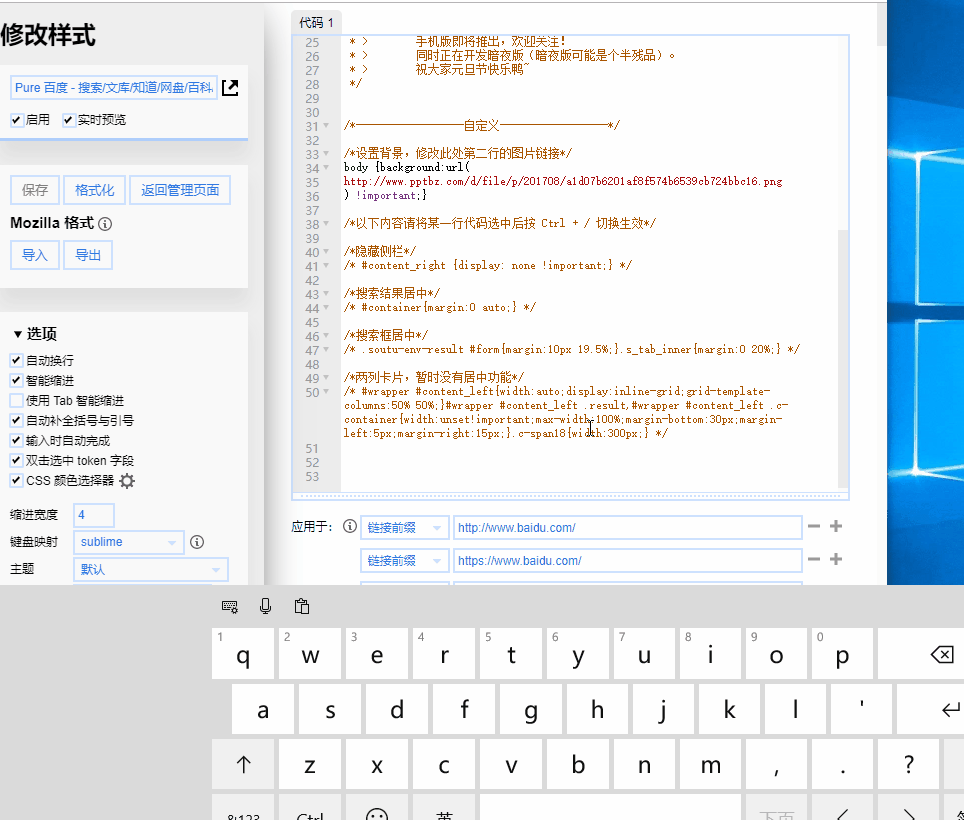 修改样式
Pure 百度 - 搜索/文库/知道/网盘/百科
启用 实时预览
保存 格式化 返回管理页面
Mozilla 格式
导入 导出
▼ 选项
自动换行
智能缩进
使用 Tab 智能缩进
自动补全括号与引号
输入时自动完成
双击选中 token 字段
CSS 颜色选择器
缩进宽度 4
键盘映射 sublime
主题 默认
代码 1
25 * > 手机版即将推出，欢迎关注！
26 * > 同时正在开发暗夜版（暗夜版可能是个半残品）。
27 * > 祝大家元旦节快乐鸭~
28 */
29
30
31 /*————————自定义————————*/
32
33 /*设置背景，修改此处第二行的图片链接*/
34 body {background:url(
35 http://www.pptbz.com/d/file/p/201708/a1d07b6201af8f574b6539cb724bbc16.png
36 ) !important;}
37
38 /*以下内容请将某一行代码选中后按 Ctrl + / 切换生效*/
39
40 /*隐藏侧栏*/
41 /* #content_right {display: none !important;} */
42
43 /*搜索结果居中*/
44 /* #container{margin:0 auto;} */
45
46 /*搜索框居中*/
47 /* .soutu-env-result #form{margin:10px 19.5%;}.s_tab_inner{margin:0 20%;} */
48
49 /*两列卡片，暂时没有居中功能*/
50 /* #wrapper #content_left{width:auto;display:inline-grid;grid-template-
columns:50% 50%;}#wrapper #content_left .result,#wrapper #content_left .c-
container{width:unset!important;max-width:100%;margin-bottom:30px;margin-
left:5px;margin-right:15px;}.c-span18{width:300px;} */
51
52
53
应用于: 链接前缀 http://www.baidu.com/
链接前缀 https://www.baidu.com/
1 q 2 w 3 e 4 r 5 t 6 y 7 u 8 i 9 o 0 p
a s d f g h j k l '
z x c v b n m , . ?
&123 Ctrl 英 下页